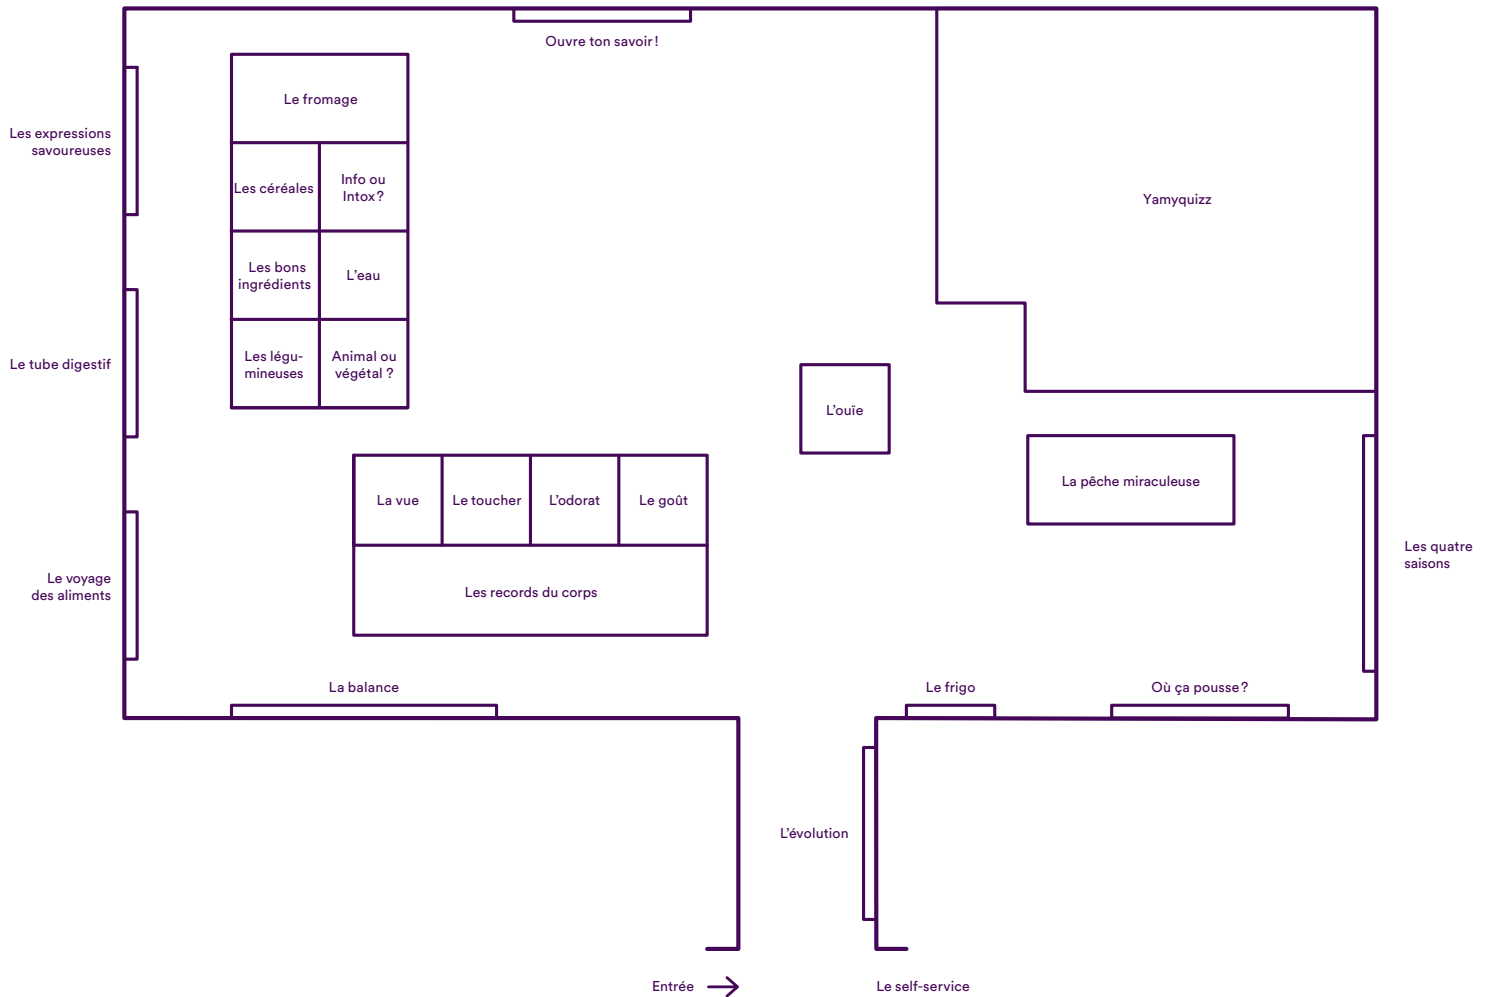 Ouvre ton savoir !
Le fromage
Les expressions
savoureuses
Les céréales
Info ou
Intox ?
Yamyquizz
Les bons
ingrédients
L’eau
Le tube digestif
Les légu-
mineuses
Animal ou
végétal ?
L’ouïe
La pêche miraculeuse
La vue
Le toucher
L’odorat
Le goût
Les quatre
saisons
Le voyage
des aliments
Les records du corps
La balance
Le frigo
Où ça pousse ?
L’évolution
Entrée
Le self-service